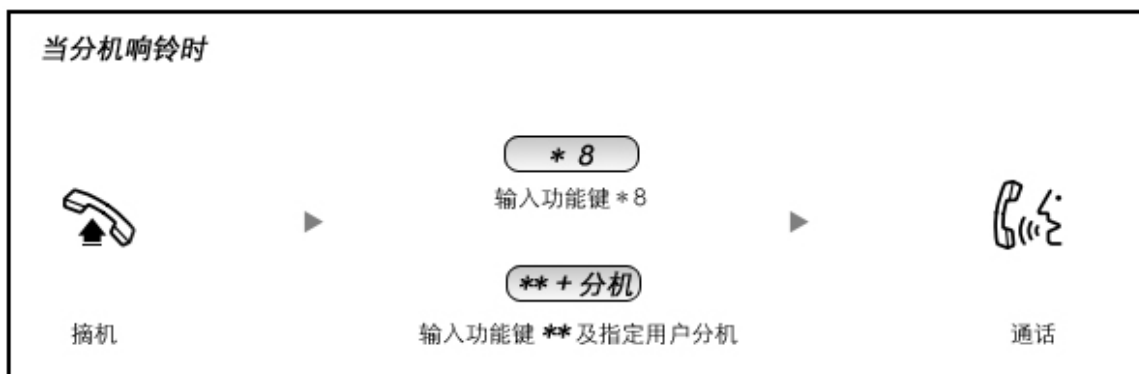 当分机响铃时
* 8
输入功能键*8
** + 分机
摘机
输入功能键 ** 及指定用户分机
通话